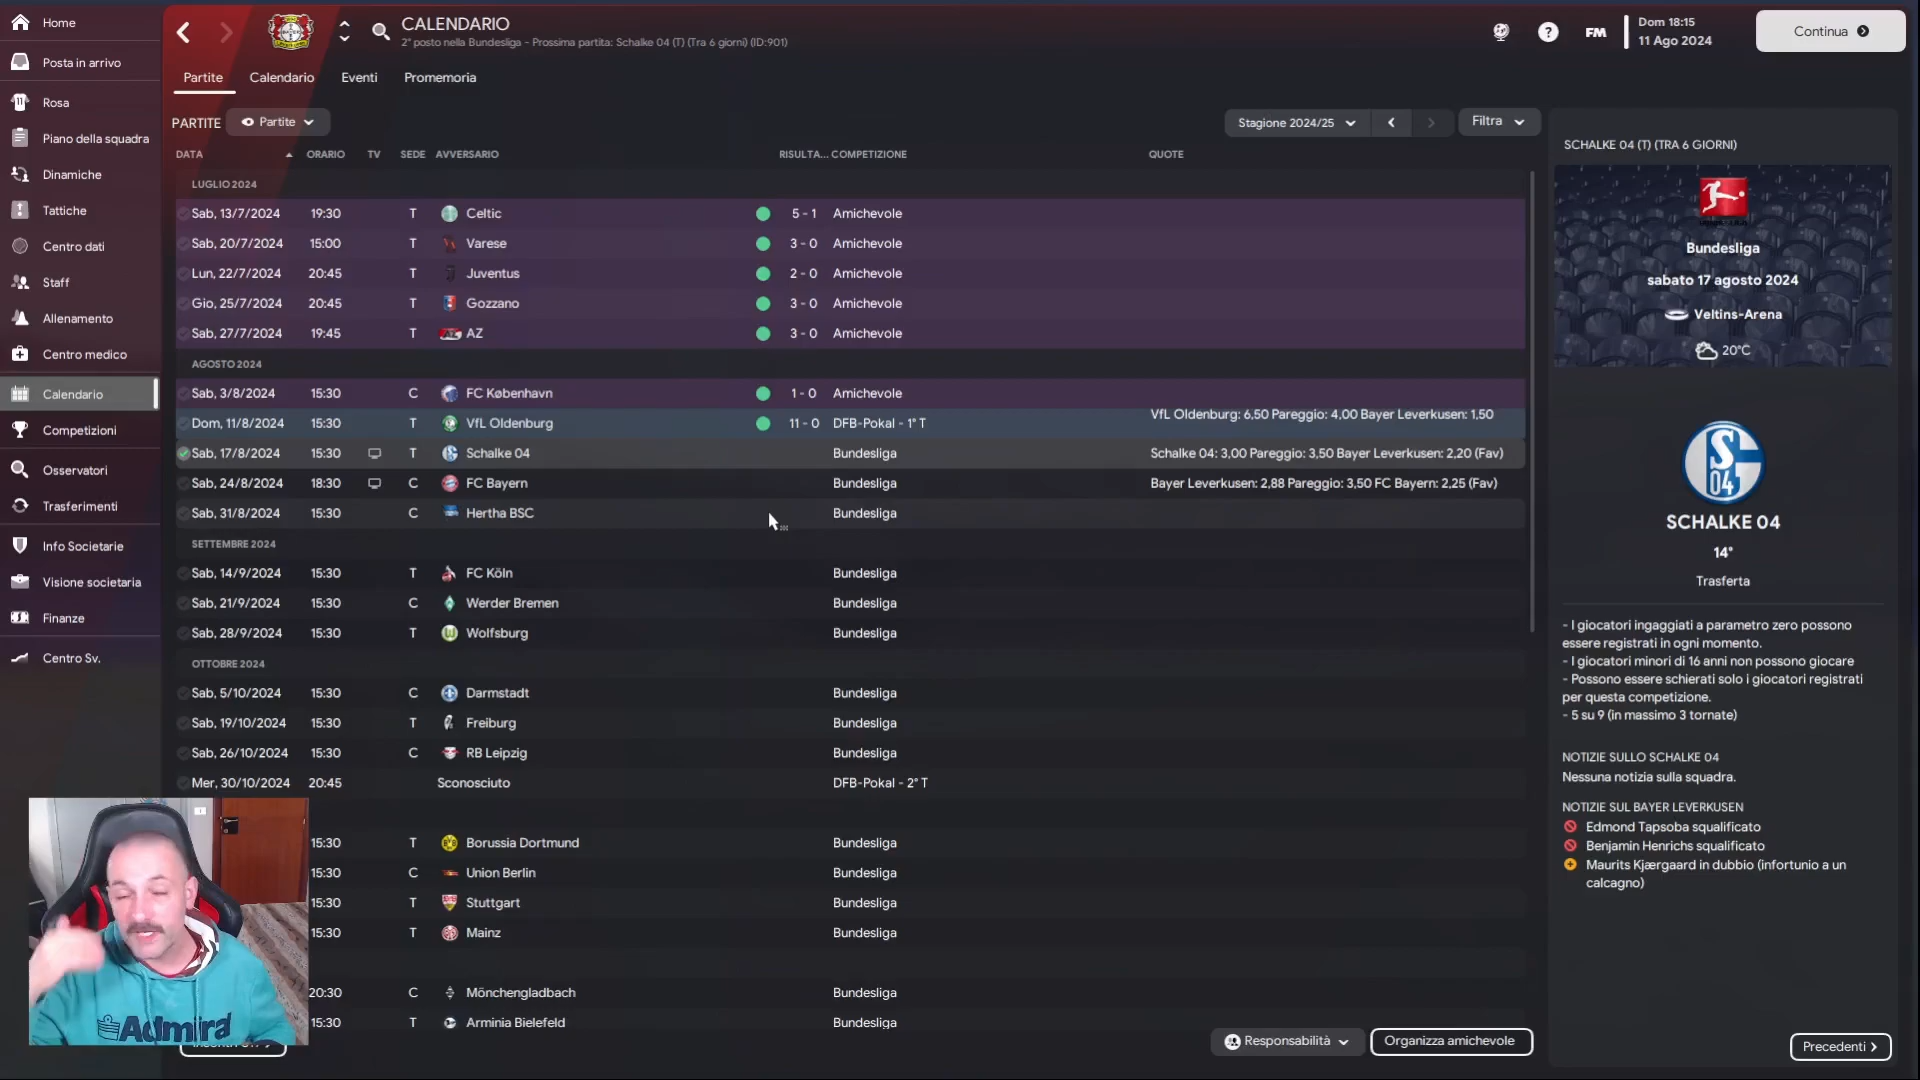 Home
Posta in arrivo
Rosa
Piano della squadra
Dinamiche
Tattiche
Centro dati
Staff
Allenamento
Centro medico
Calendario
Competizioni
Osservatori
Trasferimenti
Info Societarie
Visione societaria
Finanze
Centro Sv.
CALENDARIO
2° posto nella Bundesliga - Prossima partita: Schalke 04 (T) (Tra 6 giorni) (ID:901)
FM
Dom 18:15
11 Ago 2024
Continua
Partite Calendario Eventi Promemoria
PARTITE Partite
Stagione 2024/25 Filtra
DATA ORARIO TV SEDE AVVERSARIO RISULTA... COMPETIZIONE QUOTE
LUGLIO 2024
Sab, 13/7/2024 19:30 T Celtic 5 - 1 Amichevole
Sab, 20/7/2024 15:00 T Varese 3 - 0 Amichevole
Lun, 22/7/2024 20:45 T Juventus 2 - 0 Amichevole
Gio, 25/7/2024 20:45 T Gozzano 3 - 0 Amichevole
Sab, 27/7/2024 19:45 T AZ 3 - 0 Amichevole
AGOSTO 2024
Sab, 3/8/2024 15:30 C FC København 1 - 0 Amichevole
Dom, 11/8/2024 15:30 T VfL Oldenburg 11 - 0 DFB-Pokal - 1° T VfL Oldenburg: 6,50 Pareggio: 4,00 Bayer Leverkusen: 1,50
Sab, 17/8/2024 15:30 T Schalke 04 Bundesliga Schalke 04: 3,00 Pareggio: 3,50 Bayer Leverkusen: 2,20 (Fav)
Sab, 24/8/2024 18:30 C FC Bayern Bundesliga Bayer Leverkusen: 2,88 Pareggio: 3,50 FC Bayern: 2,25 (Fav)
Sab, 31/8/2024 15:30 C Hertha BSC Bundesliga
SETTEMBRE 2024
Sab, 14/9/2024 15:30 T FC Köln Bundesliga
Sab, 21/9/2024 15:30 C Werder Bremen Bundesliga
Sab, 28/9/2024 15:30 T Wolfsburg Bundesliga
OTTOBRE 2024
Sab, 5/10/2024 15:30 C Darmstadt Bundesliga
Sab, 19/10/2024 15:30 T Freiburg Bundesliga
Sab, 26/10/2024 15:30 C RB Leipzig Bundesliga
Mer, 30/10/2024 20:45 Sconosciuto DFB-Pokal - 2° T
15:30 T Borussia Dortmund Bundesliga
15:30 C Union Berlin Bundesliga
15:30 T Stuttgart Bundesliga
15:30 T Mainz Bundesliga
20:30 C Mönchengladbach Bundesliga
15:30 T Arminia Bielefeld Bundesliga
Responsabilità Organizza amichevole
SCHALKE 04 (T) (TRA 6 GIORNI)
Bundesliga
sabato 17 agosto 2024
Veltins-Arena
20°C
S
04
SCHALKE 04
14°
Trasferta
- I giocatori ingaggiati a parametro zero possono
essere registrati in ogni momento.
- I giocatori minori di 16 anni non possono giocare
- Possono essere schierati solo i giocatori registrati
per questa competizione.
- 5 su 9 (in massimo 3 tornate)
NOTIZIE SULLO SCHALKE 04
Nessuna notizia sulla squadra.
NOTIZIE SUL BAYER LEVERKUSEN
Edmond Tapsoba squalificato
Benjamin Henrichs squalificato
Maurits Kjærgaard in dubbio (infortunio a un
calcagno)
Precedenti
Admiral